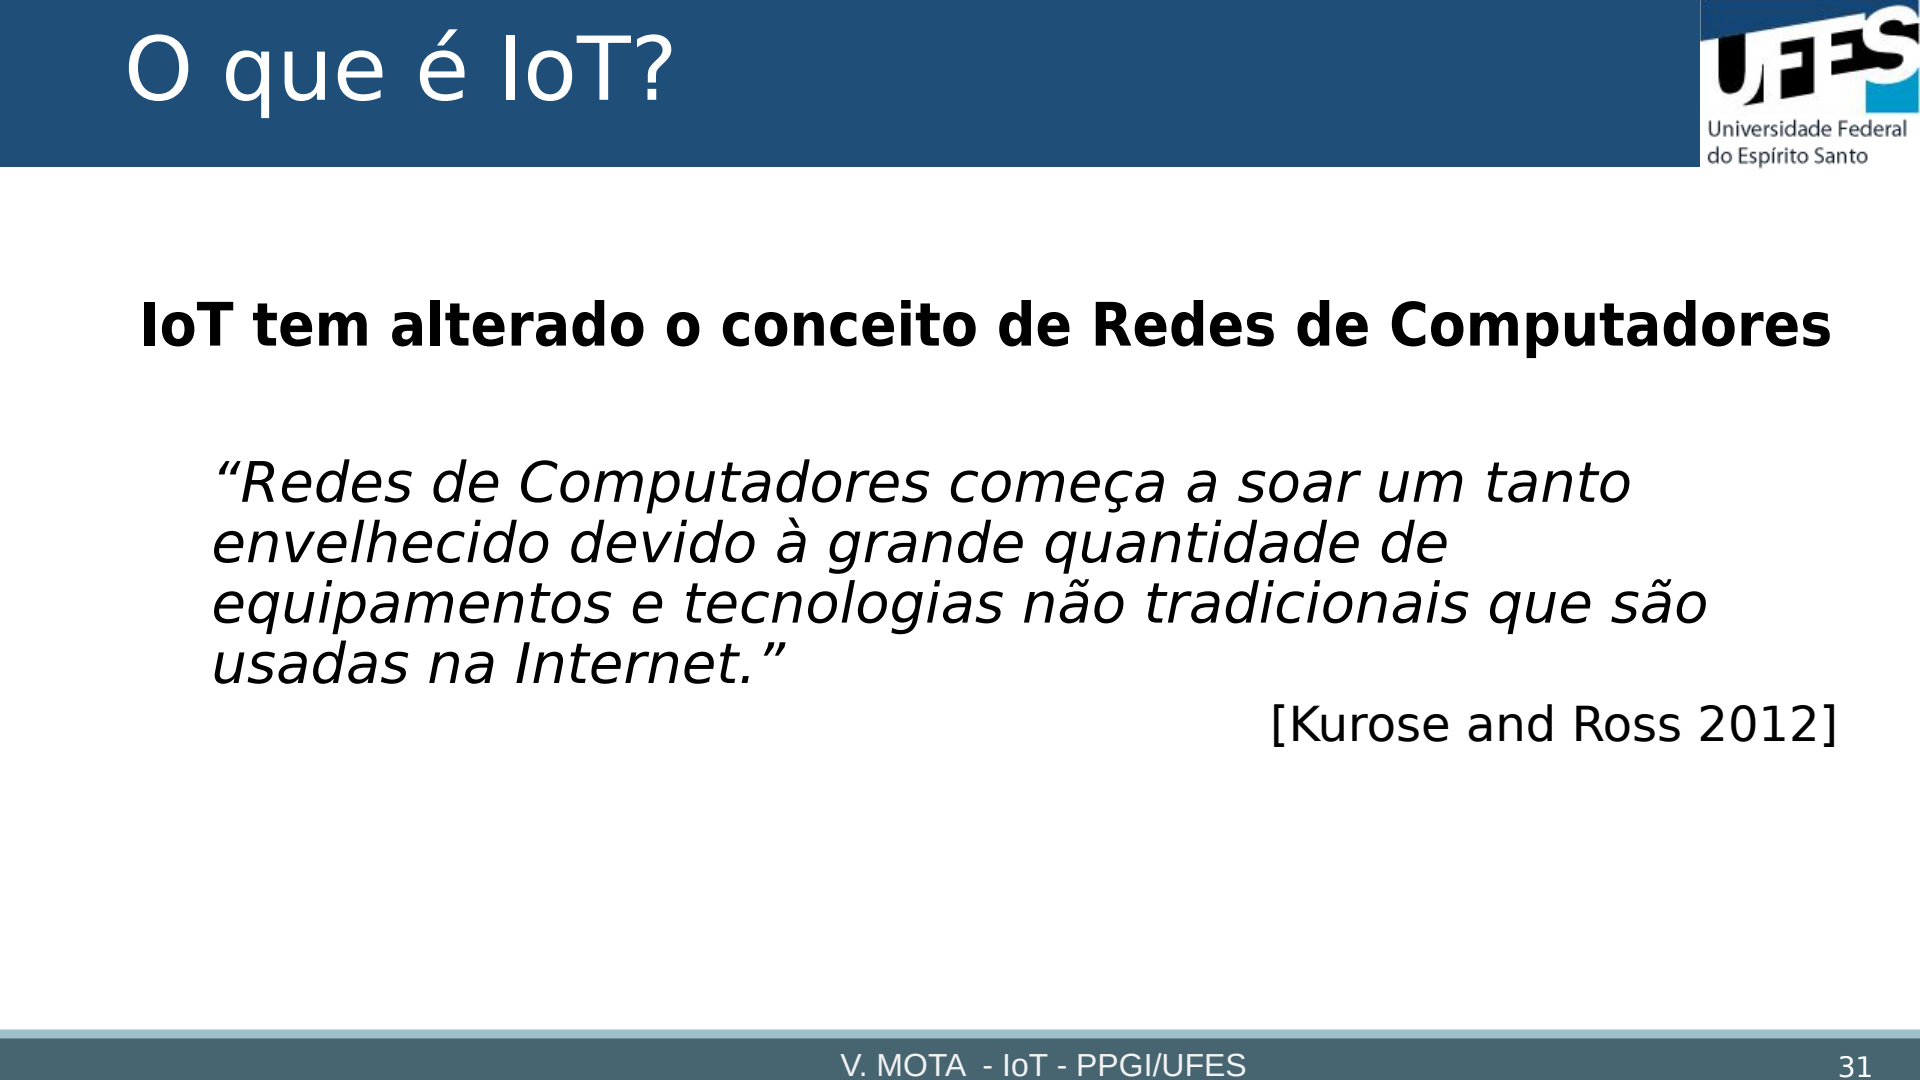 O que é IoT?
UFES
Universidade Federal
do Espírito Santo
IoT tem alterado o conceito de Redes de Computadores
“Redes de Computadores começa a soar um tanto
envelhecido devido à grande quantidade de
equipamentos e tecnologias não tradicionais que são
usadas na Internet.”
[Kurose and Ross 2012]
V. MOTA - IoT - PPGI/UFES
31